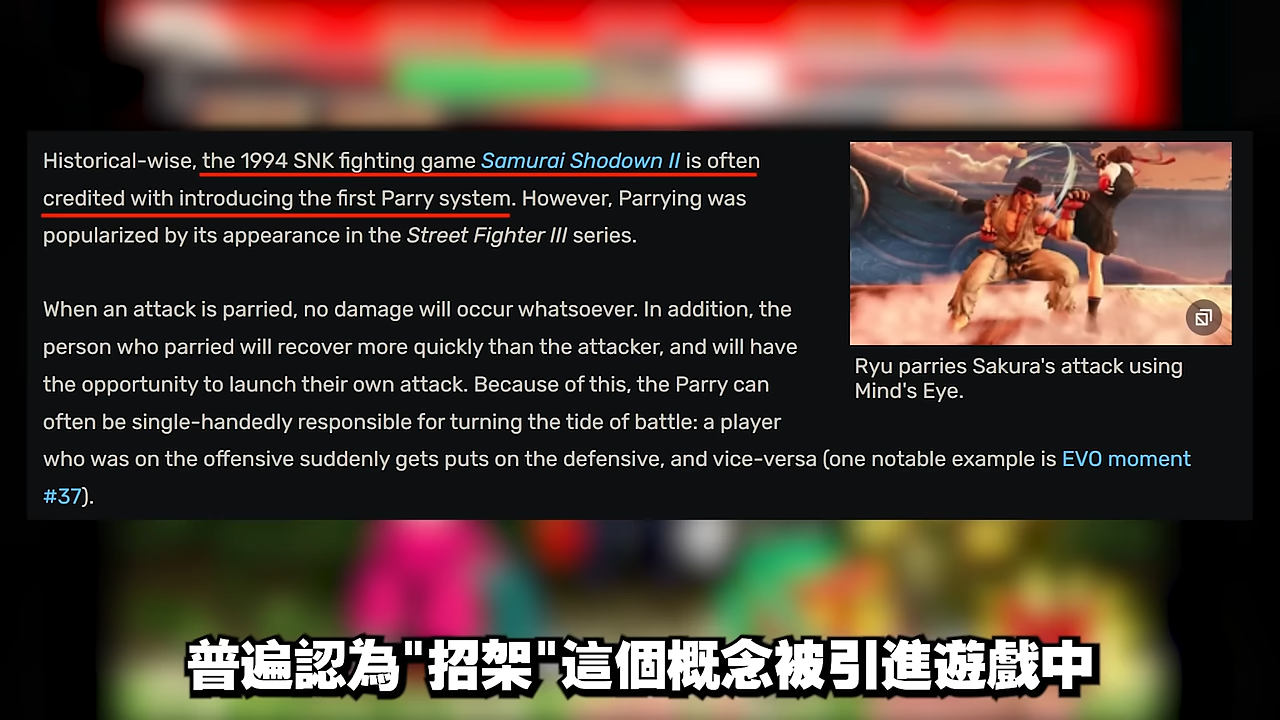 Historical-wise, the 1994 SNK fighting game Samurai Shodown II is often
credited with introducing the first Parry system. However, Parrying was
popularized by its appearance in the Street Fighter III series.
When an attack is parried, no damage will occur whatsoever. In addition, the
person who parried will recover more quickly than the attacker, and will have
the opportunity to launch their own attack. Because of this, the Parry can
often be single-handedly responsible for turning the tide of battle: a player
who was on the offensive suddenly gets puts on the defensive, and vice-versa (one notable example is EVO moment
#37).
Ryu parries Sakura's attack using
Mind's Eye.
普遍認為"招架"這個概念被引進遊戲中